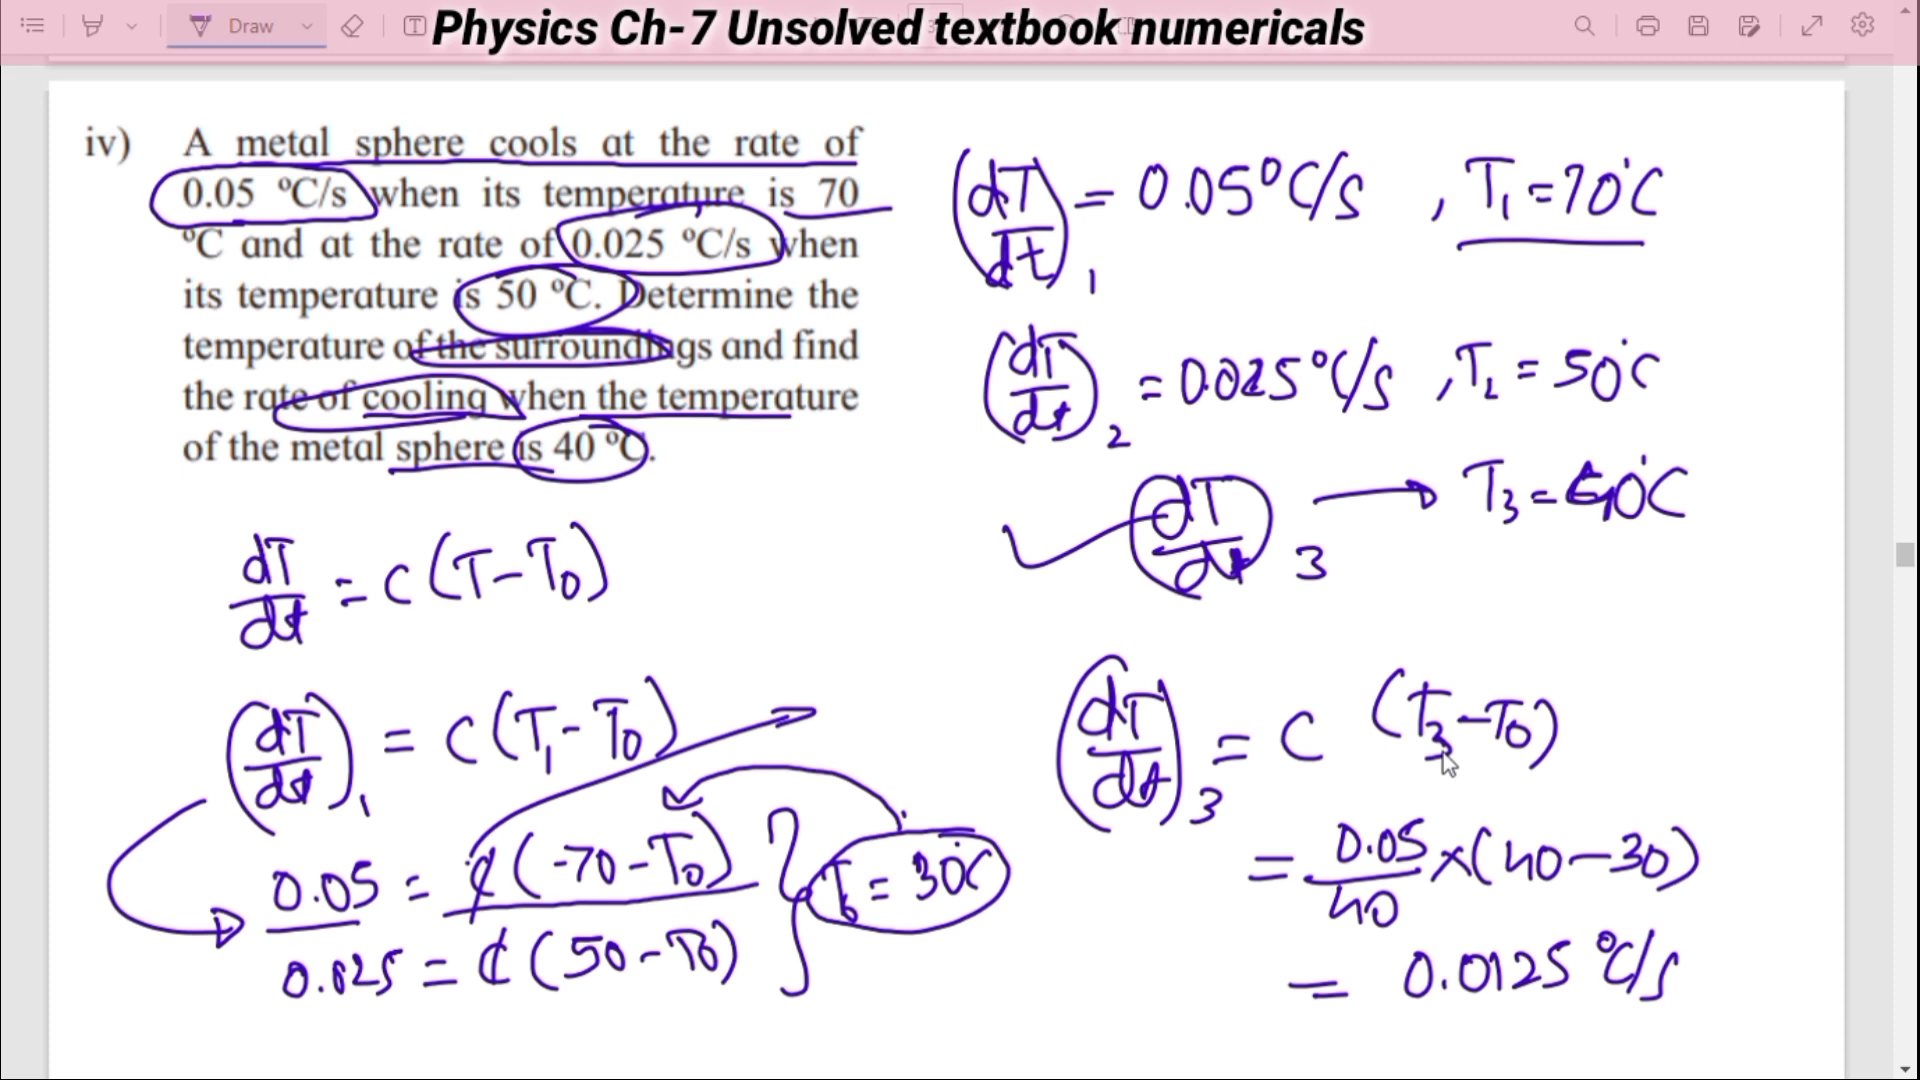 Draw
Physics Ch-7 Unsolved textbook numericals
iv) A metal sphere cools at the rate of
0.05 ºC/s when its temperature is 70
ºC and at the rate of 0.025 ºC/s when
its temperature is 50 ºC. Determine the
temperature of the surroundings and find
the rate of cooling when the temperature
of the metal sphere is 40 ºC.
(dT/dt)₁ = 0.05°C/s , T₁ = 70°C
(dT/dt)₂ = 0.025°C/s , T₂ = 50°C
(dT/dt)₃ → T₃ = 40°C
dT/dt = C (T - T₀)
(dT/dt)₁ = C (T₁ - T₀)
0.05 = C (-70 - T₀)
0.025 = C (50 - T₀)
T₀ = 30°C
(dT/dt)₃ = C (T₃ - T₀)
= 0.05/40 × (40 - 30)
= 0.0125 °C/s